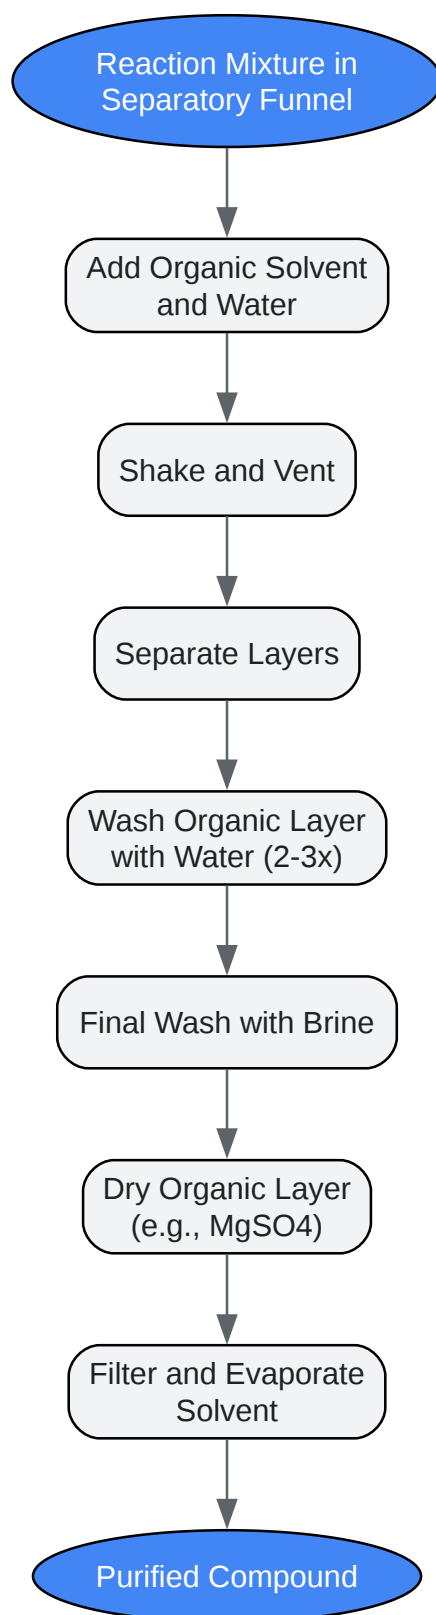 Reaction Mixture in
Separatory Funnel
Add Organic Solvent
and Water
Shake and Vent
Separate Layers
Wash Organic Layer
with Water (2-3x)
Final Wash with Brine
Dry Organic Layer
(e.g., MgSO4)
Filter and Evaporate
Solvent
Purified Compound